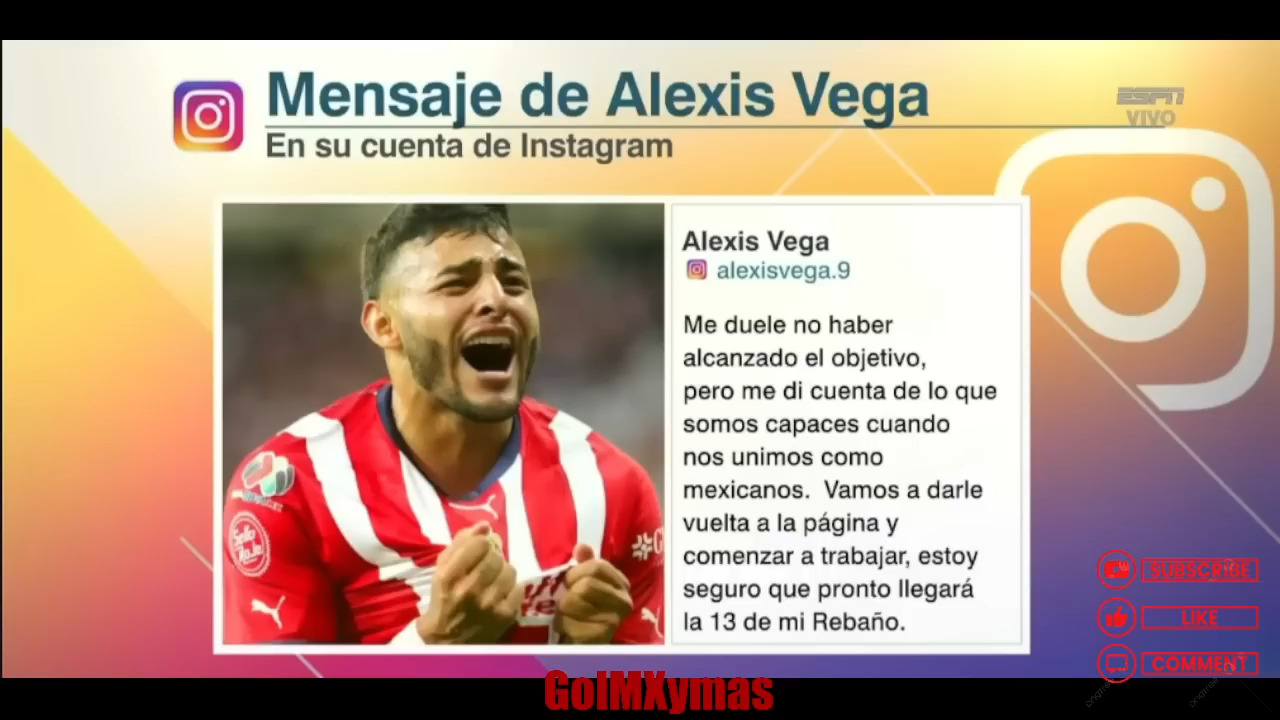 Mensaje de Alexis Vega
En su cuenta de Instagram
ESPN
VIVO
Alexis Vega
alexisvega.9
Me duele no haber
alcanzado el objetivo,
pero me di cuenta de lo que
somos capaces cuando
nos unimos como
mexicanos. Vamos a darle
vuelta a la página y
comenzar a trabajar, estoy
seguro que pronto llegará
la 13 de mi Rebaño.
Sello
Rojo
SUBSCRIBE
LIKE
COMMENT
GolMXymas